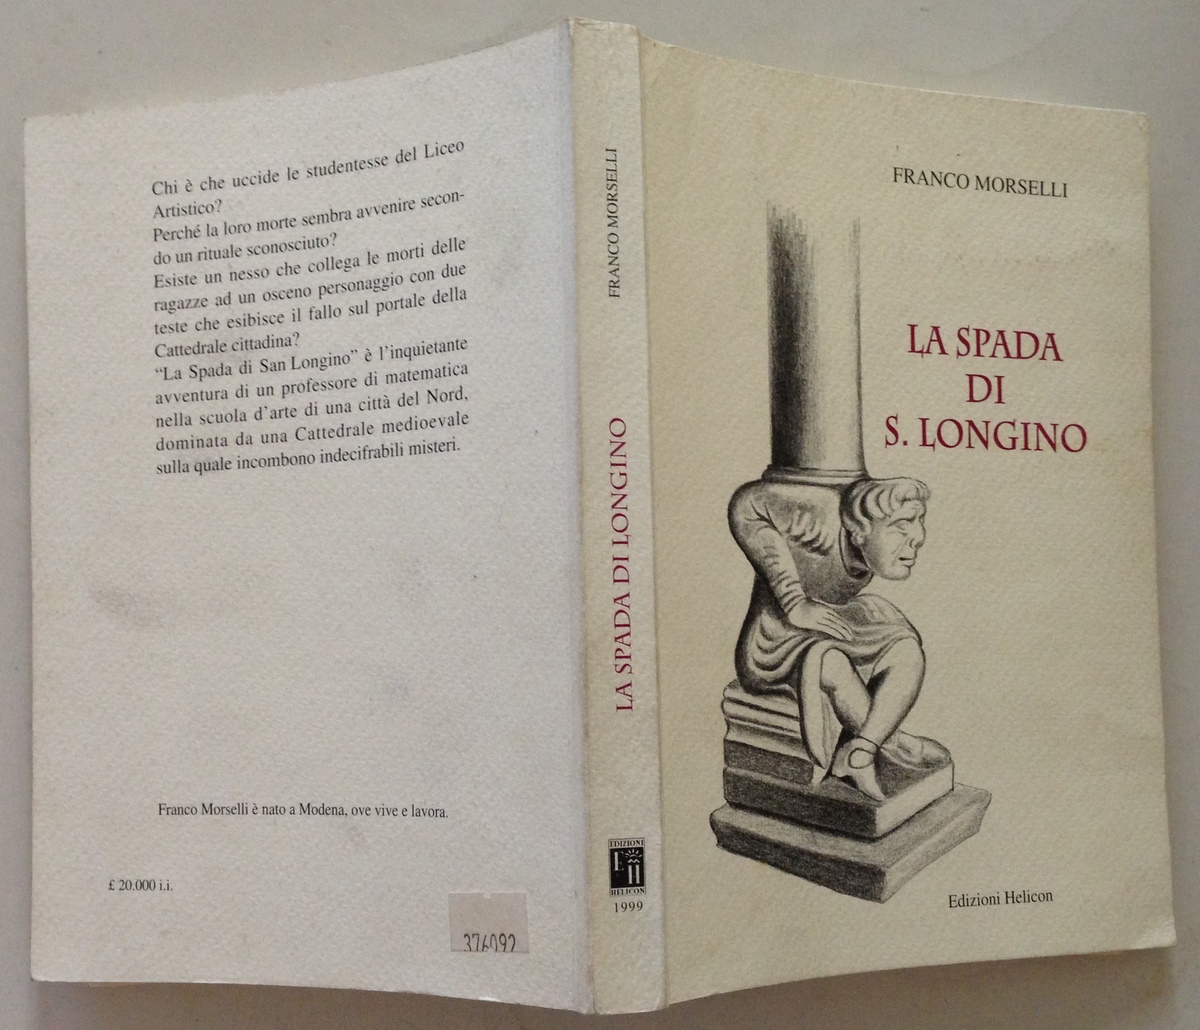 Chi è che uccide le studentesse del Liceo
Artistico?
Perché la loro morte sembra avvenire secon-
do un rituale sconosciuto?
Esiste un nesso che collega le morti delle
ragazze ad un osceno personaggio con due
teste che esibisce il fallo sul portale della
Cattedrale cittadina?
“La Spada di San Longino” è l’inquietante
avventura di un professore di matematica
nella scuola d’arte di una città del Nord,
dominata da una Cattedrale medioevale
sulla quale incombono indecifrabili misteri.
Franco Morselli è nato a Modena, ove vive e lavora.
£ 20.000 i.i.
FRANCO MORSELLI
LA SPADA DI LONGINO
EDIZIONI
E H
HELICON
1999
FRANCO MORSELLI
LA SPADA
DI
S. LONGINO
Edizioni Helicon